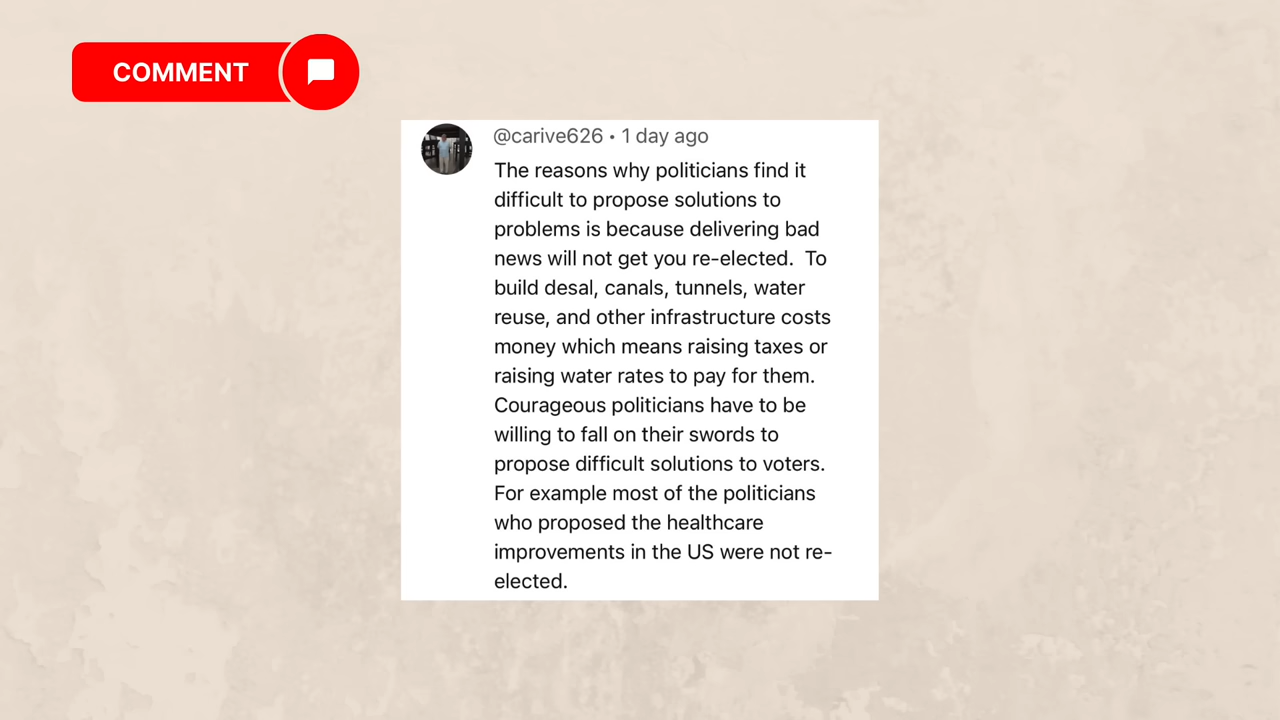 COMMENT
@carive626 • 1 day ago
The reasons why politicians find it
difficult to propose solutions to
problems is because delivering bad
news will not get you re-elected.  To
build desal, canals, tunnels, water
reuse, and other infrastructure costs
money which means raising taxes or
raising water rates to pay for them.
Courageous politicians have to be
willing to fall on their swords to
propose difficult solutions to voters.
For example most of the politicians
who proposed the healthcare
improvements in the US were not re-
elected.